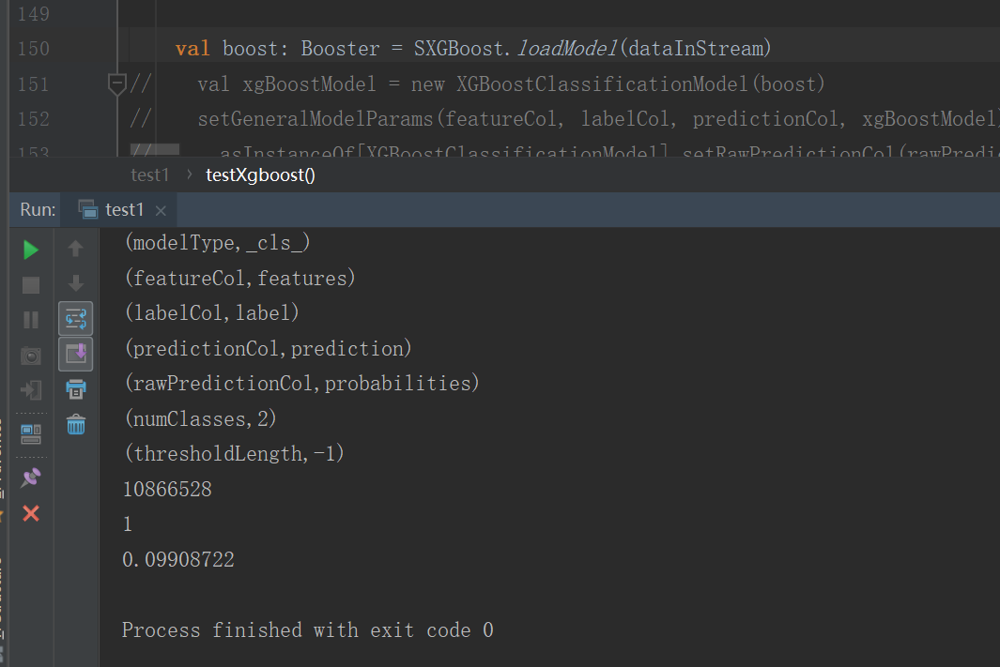 149
150 val boost: Booster = SXGBoost.loadModel(dataInStream)
151 // val xgBoostModel = new XGBoostClassificationModel(boost)
152 // setGeneralModelParams(featureCol, labelCol, predictionCol, xgBoostModel)
153 // asInstanceOf[XGBoostClassificationModel].setRawPredictionCol(rawPredic
test1 › testXgboost()
Run: test1 ×
(modelType,_cls_)
(featureCol,features)
(labelCol,label)
(predictionCol,prediction)
(rawPredictionCol,probabilities)
(numClasses,2)
(thresholdLength,-1)
10866528
1
0.09908722
Process finished with exit code 0